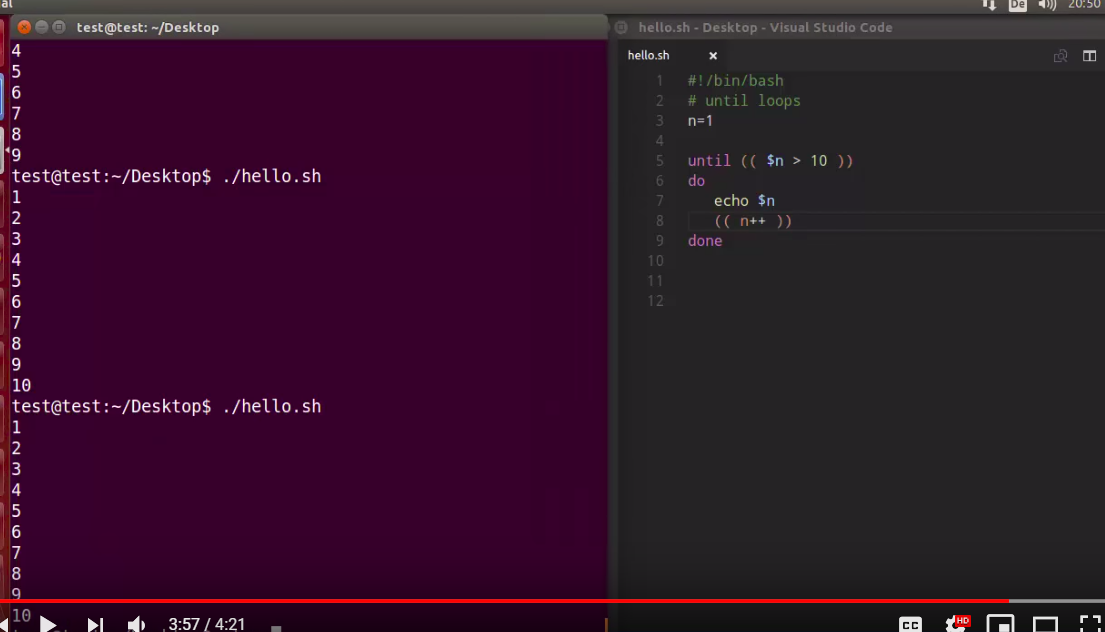 al
De
20:50
test@test: ~/Desktop
4
5
6
7
8
9
test@test:~/Desktop$ ./hello.sh
1
2
3
4
5
6
7
8
9
10
test@test:~/Desktop$ ./hello.sh
1
2
3
4
5
6
7
8
9
10
hello.sh - Desktop - Visual Studio Code
hello.sh
1 #!/bin/bash
2 # until loops
3 n=1
4
5 until (( $n > 10 ))
6 do
7 echo $n
8 (( n++ ))
9 done
10
11
12
3:57 / 4:21
CC
HD